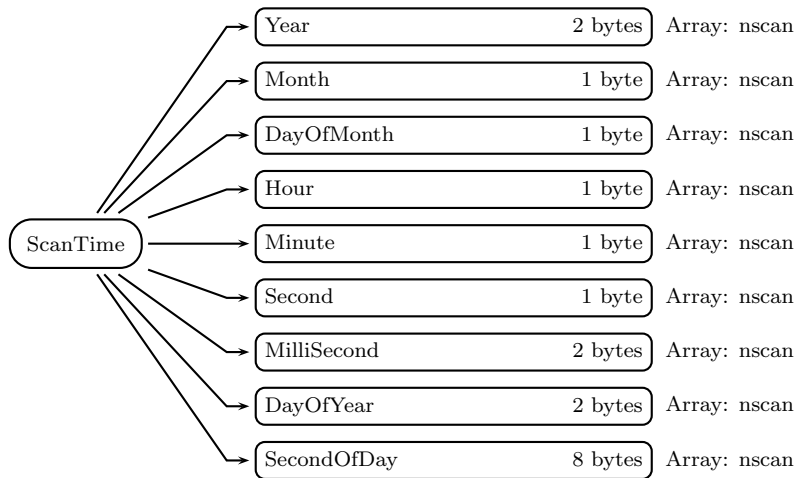 Year 2 bytes Array: nscan
Month 1 byte Array: nscan
DayOfMonth 1 byte Array: nscan
Hour 1 byte Array: nscan
ScanTime Minute 1 byte Array: nscan
Second 1 byte Array: nscan
MilliSecond 2 bytes Array: nscan
DayOfYear 2 bytes Array: nscan
SecondOfDay 8 bytes Array: nscan